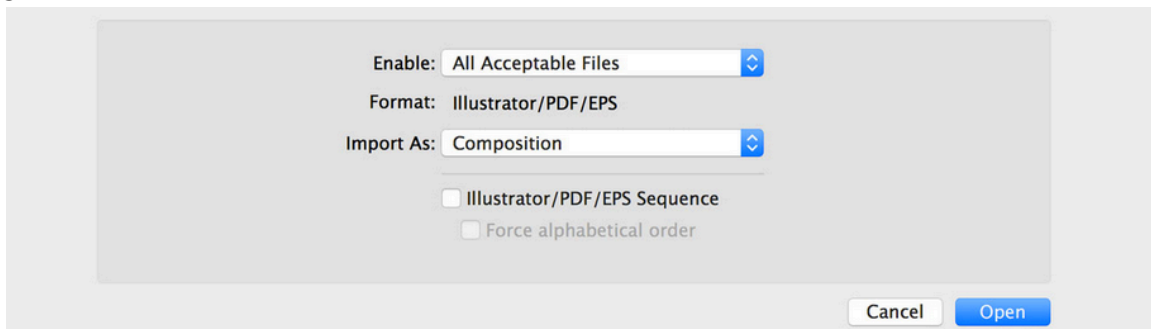 Enable: All Acceptable Files
Format: Illustrator/PDF/EPS
Import As: Composition
Illustrator/PDF/EPS Sequence
Force alphabetical order
Cancel Open